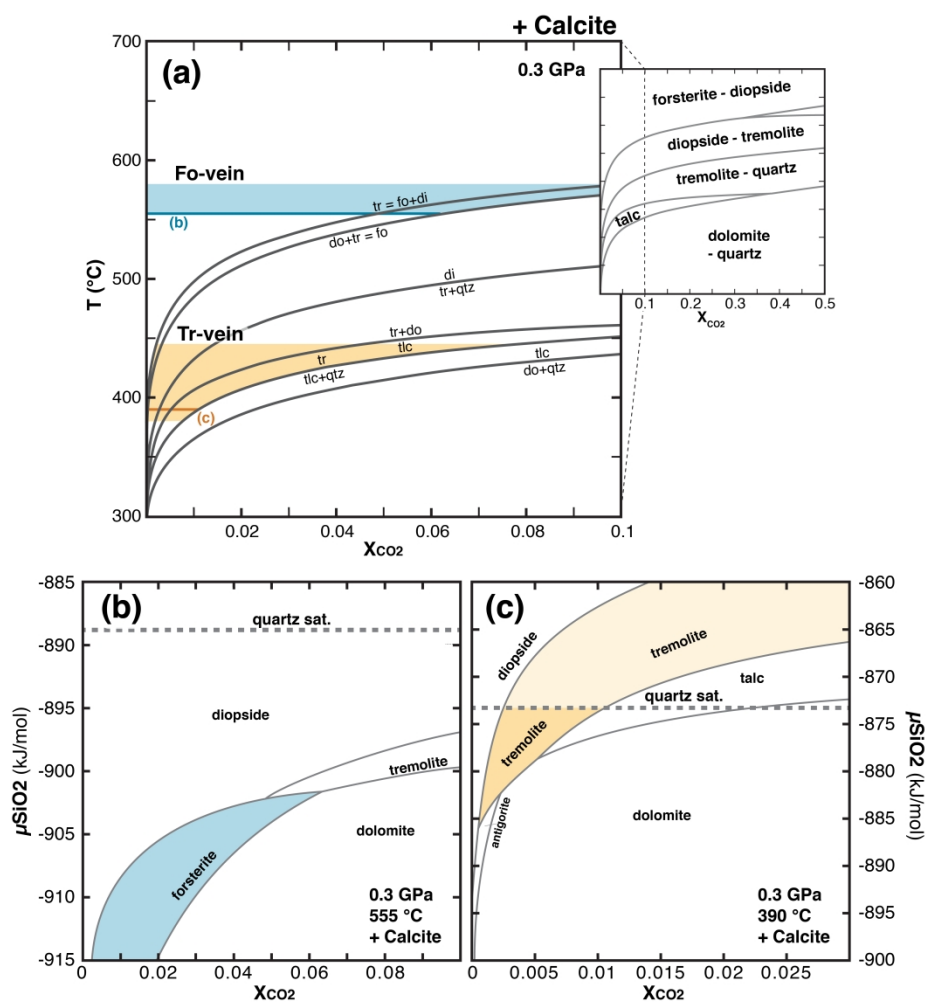 + Calcite
(a)
0.3 GPa
700
600
500
400
300
T (°C)
Fo-vein
(b)
tr = fo+di
do+tr = fo
di
tr+qtz
Tr-vein
tr+do
tr
tlc
tlc+qtz
tlc
do+qtz
(c)
0.02
0.04
0.06
0.08
0.1
XCO2
forsterite - diopside
diopside - tremolite
tremolite - quartz
talc
dolomite
- quartz
0
0.1
0.2
0.3
0.4
0.5
XCO2
(b)
-885
-890
-895
-900
-905
-910
-915
μSiO2 (kJ/mol)
quartz sat.
diopside
tremolite
dolomite
forsterite
0.3 GPa
555 °C
+ Calcite
0
0.02
0.04
0.06
0.08
XCO2
(c)
-860
-865
-870
-875
-880
-885
-890
-895
-900
μSiO2 (kJ/mol)
diopside
tremolite
talc
quartz sat.
tremolite
antigorite
dolomite
0.3 GPa
390 °C
+ Calcite
0
0.005
0.01
0.015
0.02
0.025
XCO2